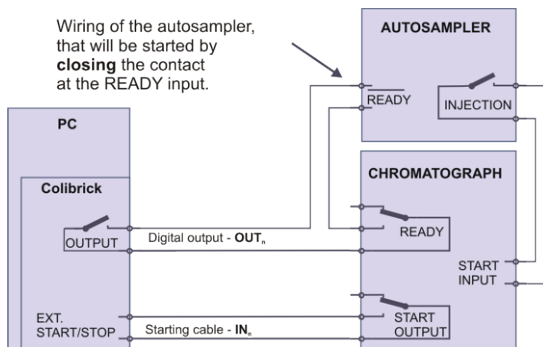 Wiring of the autosampler,
that will be started by
closing the contact
at the READY input.
AUTOSAMPLER
READY
INJECTION
PC
Colibrick
OUTPUT
Digital output - OUTn
CHROMATOGRAPH
READY
START
INPUT
EXT.
START/STOP
Starting cable - INn
START
OUTPUT